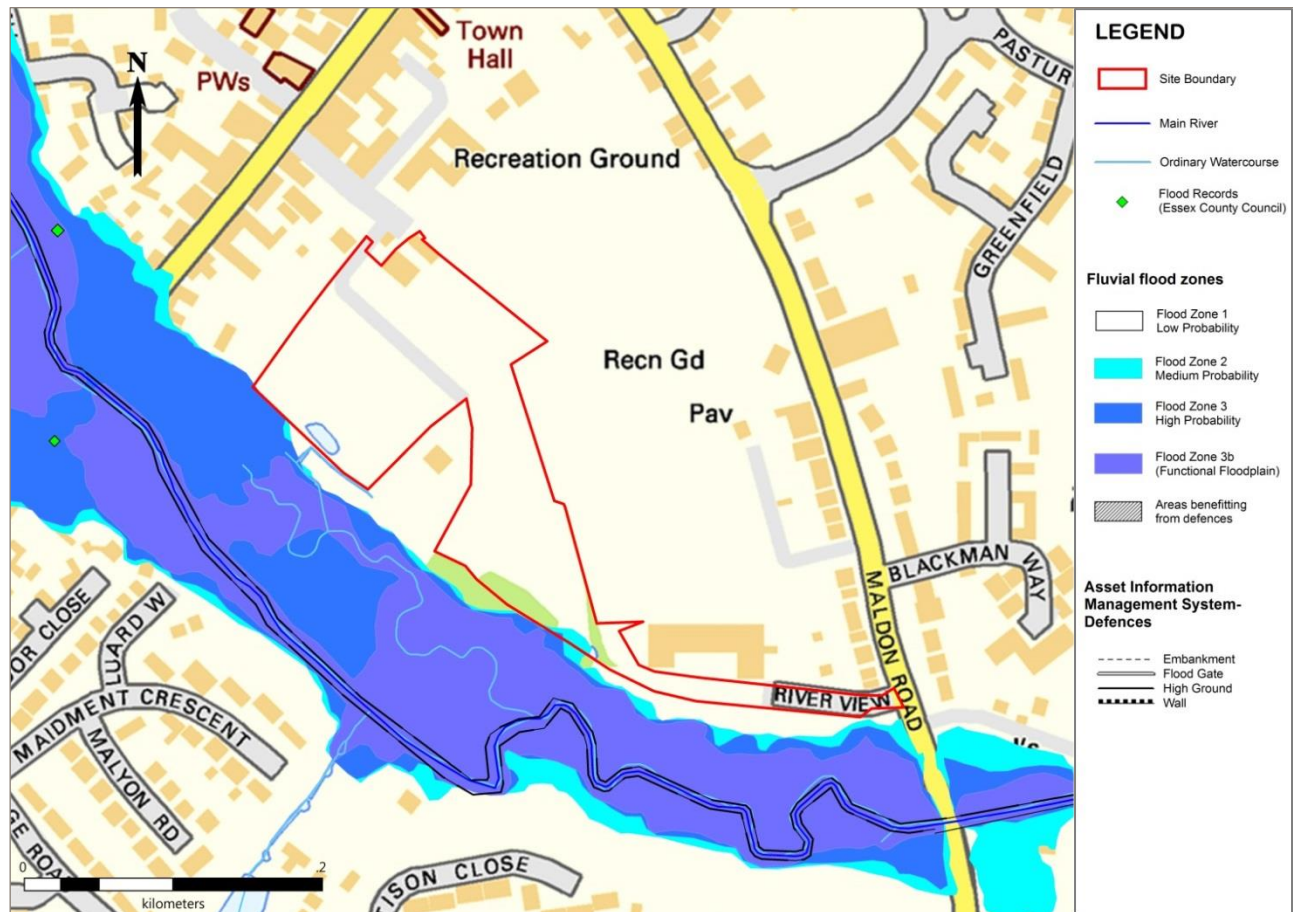 Town
Hall
PWs
N
Recreation Ground
PASTUR
GREENFIELD
Recn Gd
Pav
BLACKMAN WAY
MALDON ROAD
RIVER VIEW
OR CLOSE
LUARD W
MAIDMENT CRESCENT
MALYON RD
GE ROA
ISON CLOSE
0 .2
kilometers
LEGEND
Site Boundary
Main River
Ordinary Watercourse
Flood Records
(Essex County Council)
Fluvial flood zones
Flood Zone 1
Low Probability
Flood Zone 2
Medium Probability
Flood Zone 3
High Probability
Flood Zone 3b
(Functional Floodplain)
Areas benefitting
from defences
Asset Information
Management System-
Defences
Embankment
Flood Gate
High Ground
Wall